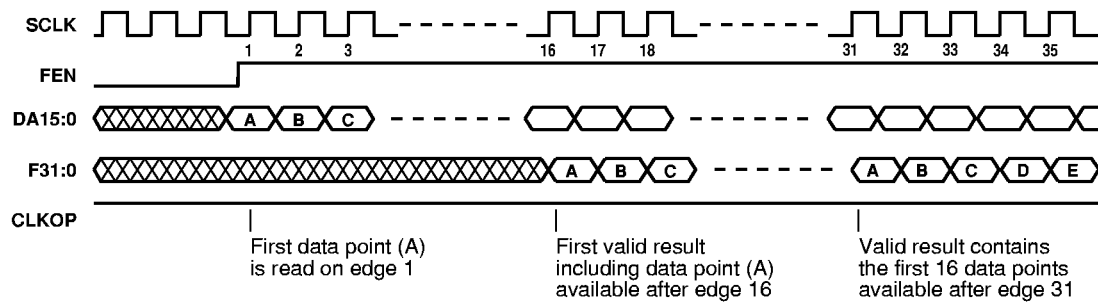 SCLK
1 2 3 16 17 18 31 32 33 34 35
FEN
DA15:0 A B C
F31:0 A B C A B C D E
CLKOP
First data point (A)
is read on edge 1
First valid result
including data point (A)
available after edge 16
Valid result contains
the first 16 data points
available after edge 31